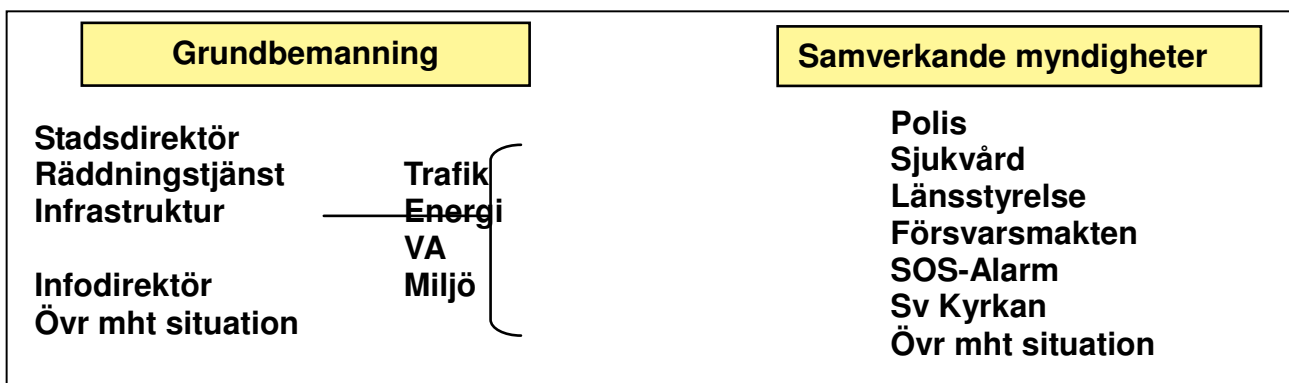 Grundbemanning
Stadsdirektör
Räddningstjänst
Infrastruktur
Infodirektör
Övr mht situation
Trafik
Energi
VA
Miljö
Samverkande myndigheter
Polis
Sjukvård
Länsstyrelse
Försvarsmakten
SOS-Alarm
Sv Kyrkan
Övr mht situation